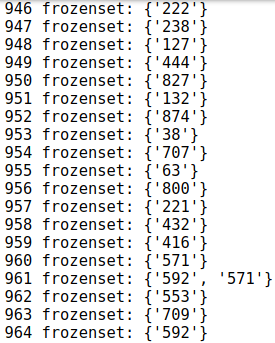 946 frozenset: {'222'}
947 frozenset: {'238'}
948 frozenset: {'127'}
949 frozenset: {'444'}
950 frozenset: {'827'}
951 frozenset: {'132'}
952 frozenset: {'874'}
953 frozenset: {'38'}
954 frozenset: {'707'}
955 frozenset: {'63'}
956 frozenset: {'800'}
957 frozenset: {'221'}
958 frozenset: {'432'}
959 frozenset: {'416'}
960 frozenset: {'571'}
961 frozenset: {'592', '571'}
962 frozenset: {'553'}
963 frozenset: {'709'}
964 frozenset: {'592'}